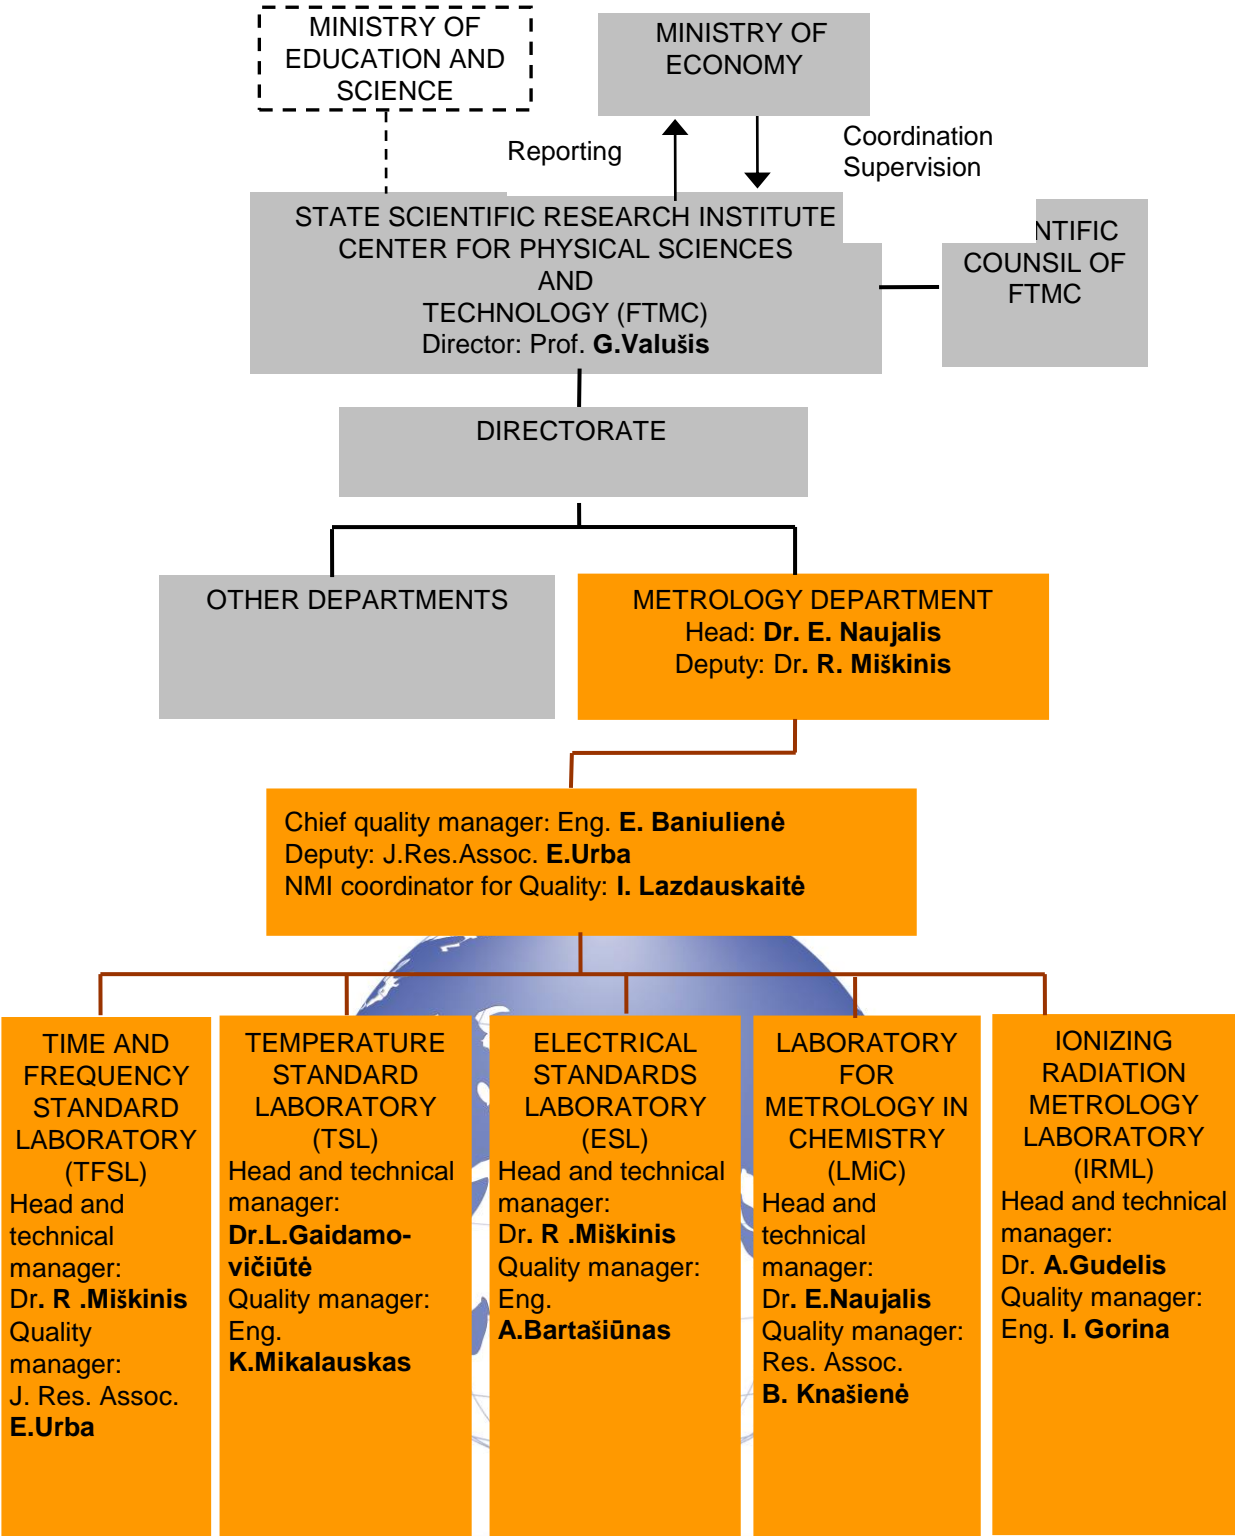 MINISTRY OF
EDUCATION AND
SCIENCE
MINISTRY OF
ECONOMY
Reporting
Coordination
Supervision
STATE SCIENTIFIC RESEARCH INSTITUTE
CENTER FOR PHYSICAL SCIENCES
AND
TECHNOLOGY (FTMC)
Director: Prof. G.Valušis
NTIFIC
COUNSIL OF
FTMC
DIRECTORATE
OTHER DEPARTMENTS
METROLOGY DEPARTMENT
Head: Dr. E. Naujalis
Deputy: Dr. R. Miškinis
Chief quality manager: Eng. E. Baniulienė
Deputy: J.Res.Assoc. E.Urba
NMI coordinator for Quality: I. Lazdauskaitė
TIME AND
FREQUENCY
STANDARD
LABORATORY
(TFSL)
Head and
technical
manager:
Dr. R .Miškinis
Quality
manager:
J. Res. Assoc.
E.Urba
TEMPERATURE
STANDARD
LABORATORY
(TSL)
Head and technical
manager:
Dr.L.Gaidamo-
vičiūtė
Quality manager:
Eng.
K.Mikalauskas
ELECTRICAL
STANDARDS
LABORATORY
(ESL)
Head and technical
manager:
Dr. R .Miškinis
Quality manager:
Eng.
A.Bartašiūnas
LABORATORY
FOR
METROLOGY IN
CHEMISTRY
(LMiC)
Head and
technical
manager:
Dr. E.Naujalis
Quality manager:
Res. Assoc.
B. Knašienė
IONIZING
RADIATION
METROLOGY
LABORATORY
(IRML)
Head and technical
manager:
Dr. A.Gudelis
Quality manager:
Eng. I. Gorina